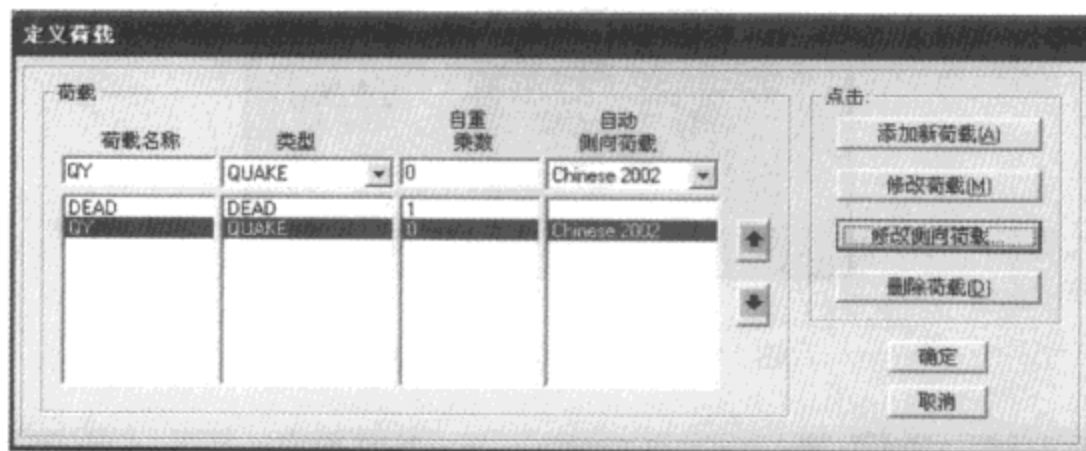 定义荷载
荷载
荷载名称 类型 自重乘数 自动侧向荷载
QY QUAKE 0 Chinese 2002
DEAD DEAD 1
QY QUAKE 0 Chinese 2002
点击:
添加新荷载(A)
修改荷载(M)
修改侧向荷载...
删除荷载(D)
确定
取消